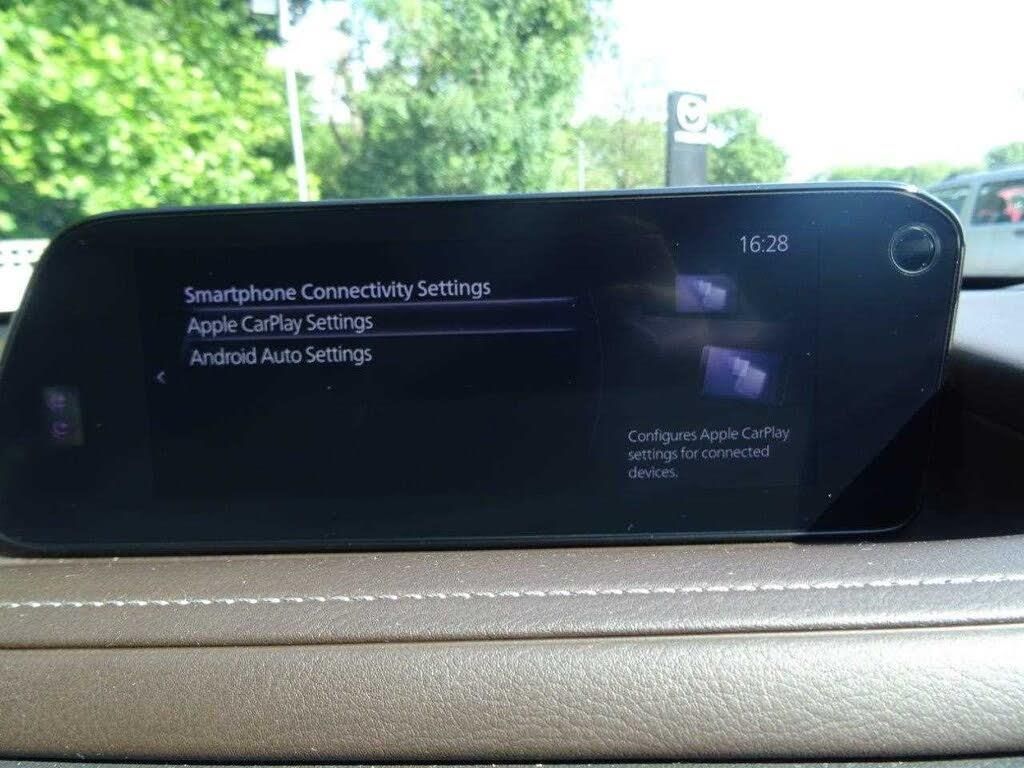 16:28
Smartphone Connectivity Settings
Apple CarPlay Settings
Android Auto Settings
<
Configures Apple CarPlay
settings for connected
devices.